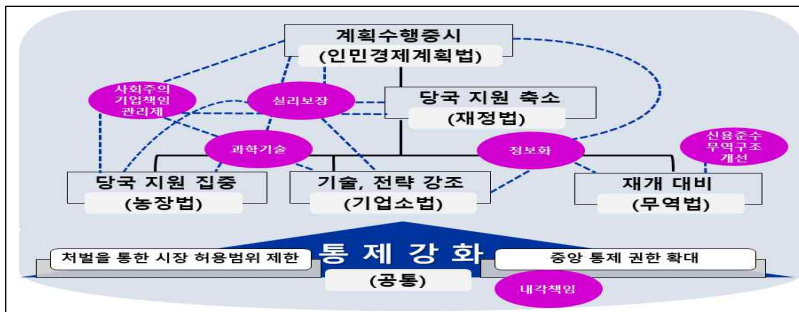 계획수행중시
(인민경제계획법)
사회주의
기업책임
관리제
실리보장
당국 지원 축소
(재정법)
과학기술
정보화
신용준수
무역구조
개선
당국 지원 집중
(농장법)
기술, 전략 강조
(기업소법)
재개 대비
(무역법)
처벌을 통한 시장 허용범위 제한
통 제 강 화
(공통)
중앙 통제 권한 확대
내각책임